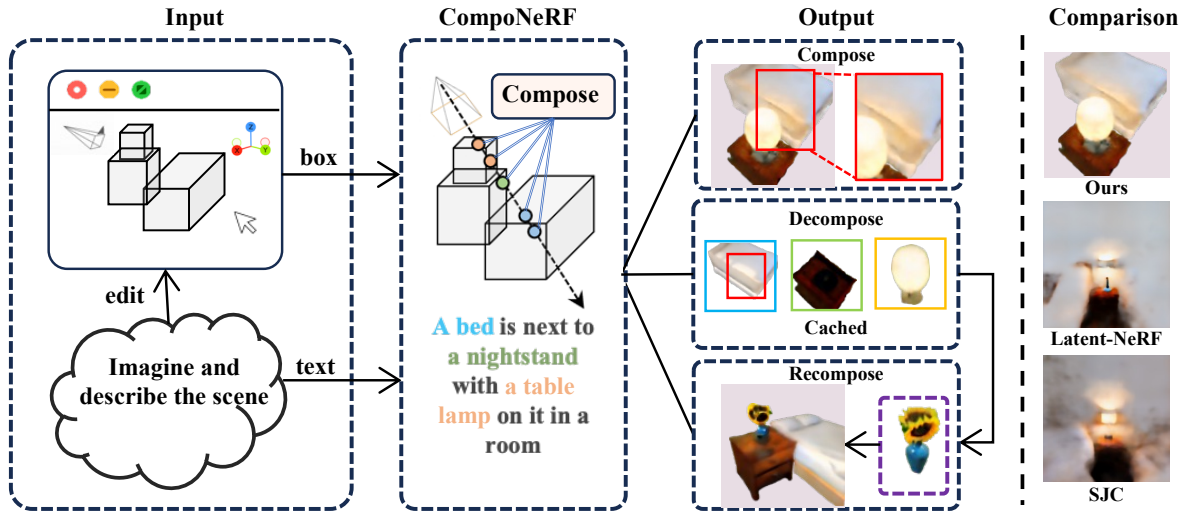 Input
CompoNeRF
Output
Comparison
Z
X
Y
box
edit
Imagine and
describe the scene
text
Compose
A bed is next to
a nightstand
with a table
lamp on it in a
room
Compose
Decompose
Cached
Recompose
Ours
Latent-NeRF
SJC